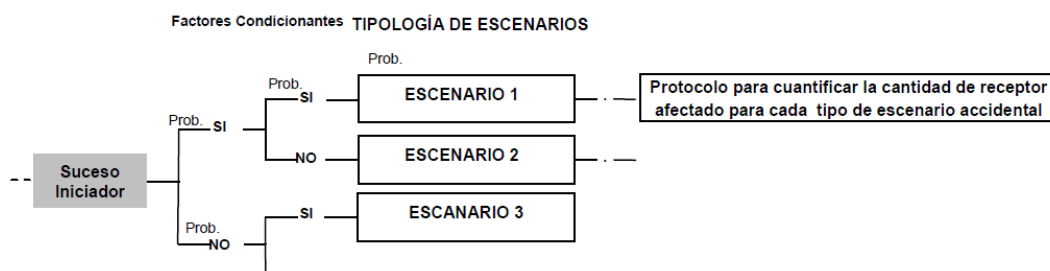 Factores Condicionantes TIPOLOGÍA DE ESCENARIOS
Prob.
Prob.
SI
ESCENARIO 1
Protocolo para cuantificar la cantidad de receptor
afectado para cada tipo de escenario accidental
Prob.
SI
NO
ESCENARIO 2
Suceso
Iniciador
SI
ESCANARIO 3
Prob.
NO